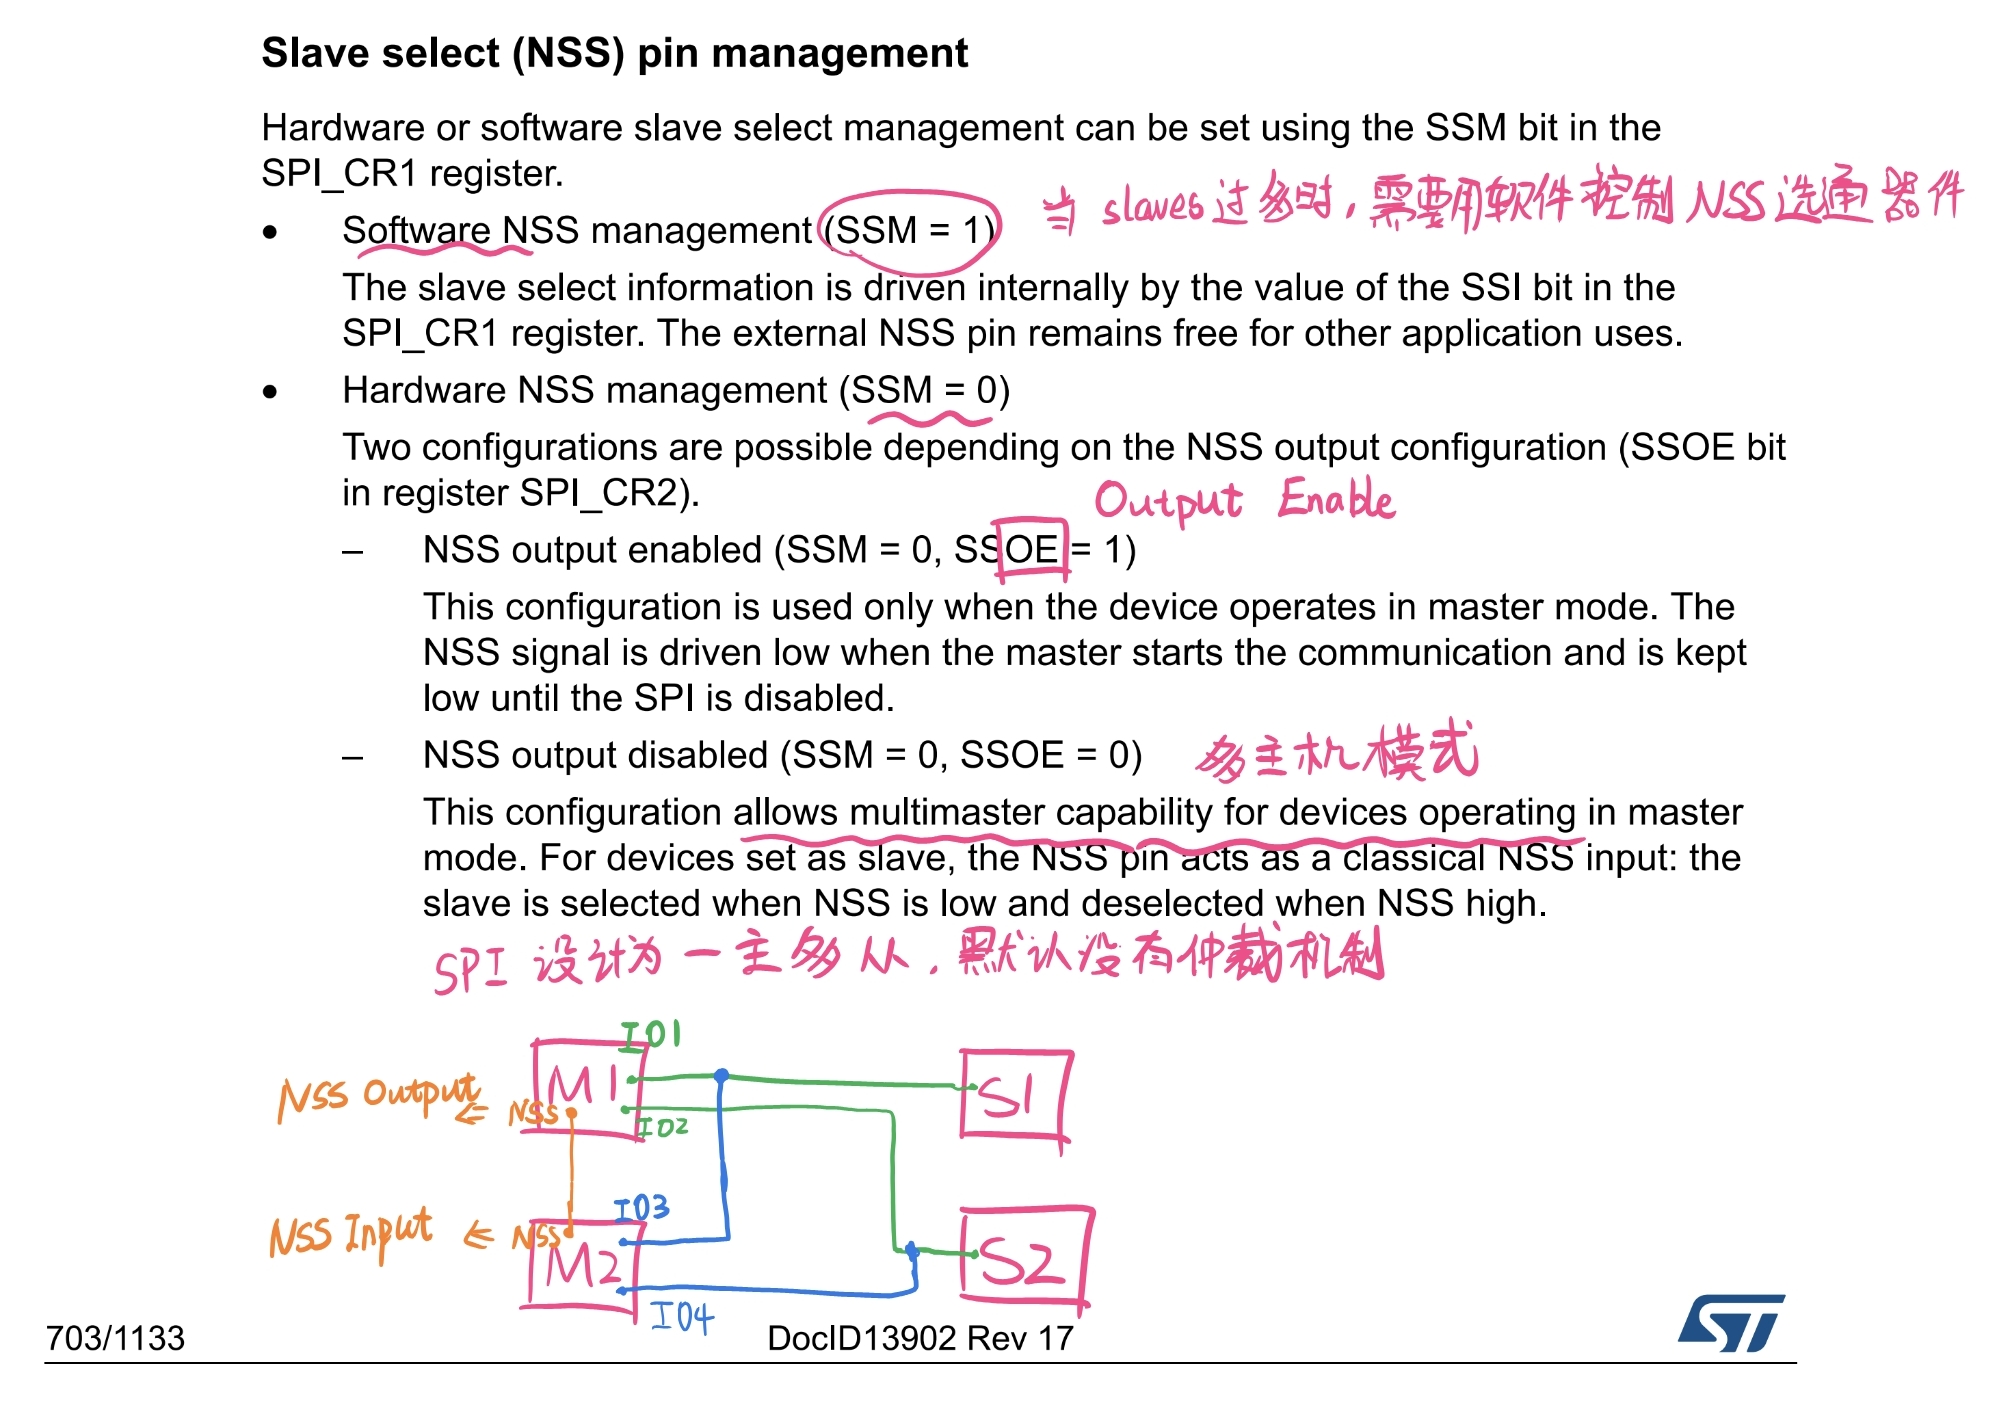 Slave select (NSS) pin management
Hardware or software slave select management can be set using the SSM bit in the
SPI_CR1 register.
当 slaves 过多时，需要用软件控制 NSS 选通器件
• Software NSS management (SSM = 1)
The slave select information is driven internally by the value of the SSI bit in the
SPI_CR1 register. The external NSS pin remains free for other application uses.
• Hardware NSS management (SSM = 0)
Two configurations are possible depending on the NSS output configuration (SSOE bit
in register SPI_CR2).
Output Enable
– NSS output enabled (SSM = 0, SSOE = 1)
This configuration is used only when the device operates in master mode. The
NSS signal is driven low when the master starts the communication and is kept
low until the SPI is disabled.
– NSS output disabled (SSM = 0, SSOE = 0) 多主机模式
This configuration allows multimaster capability for devices operating in master
mode. For devices set as slave, the NSS pin acts as a classical NSS input: the
slave is selected when NSS is low and deselected when NSS high.
SPI 设计为一主多从，默认没有仲裁机制
IO1
M1
S1
NSS Output ⇐ NSS
IO2
IO3
NSS Input ⇐ NSS
M2
S2
IO4
703/1133
DocID13902 Rev 17
ST